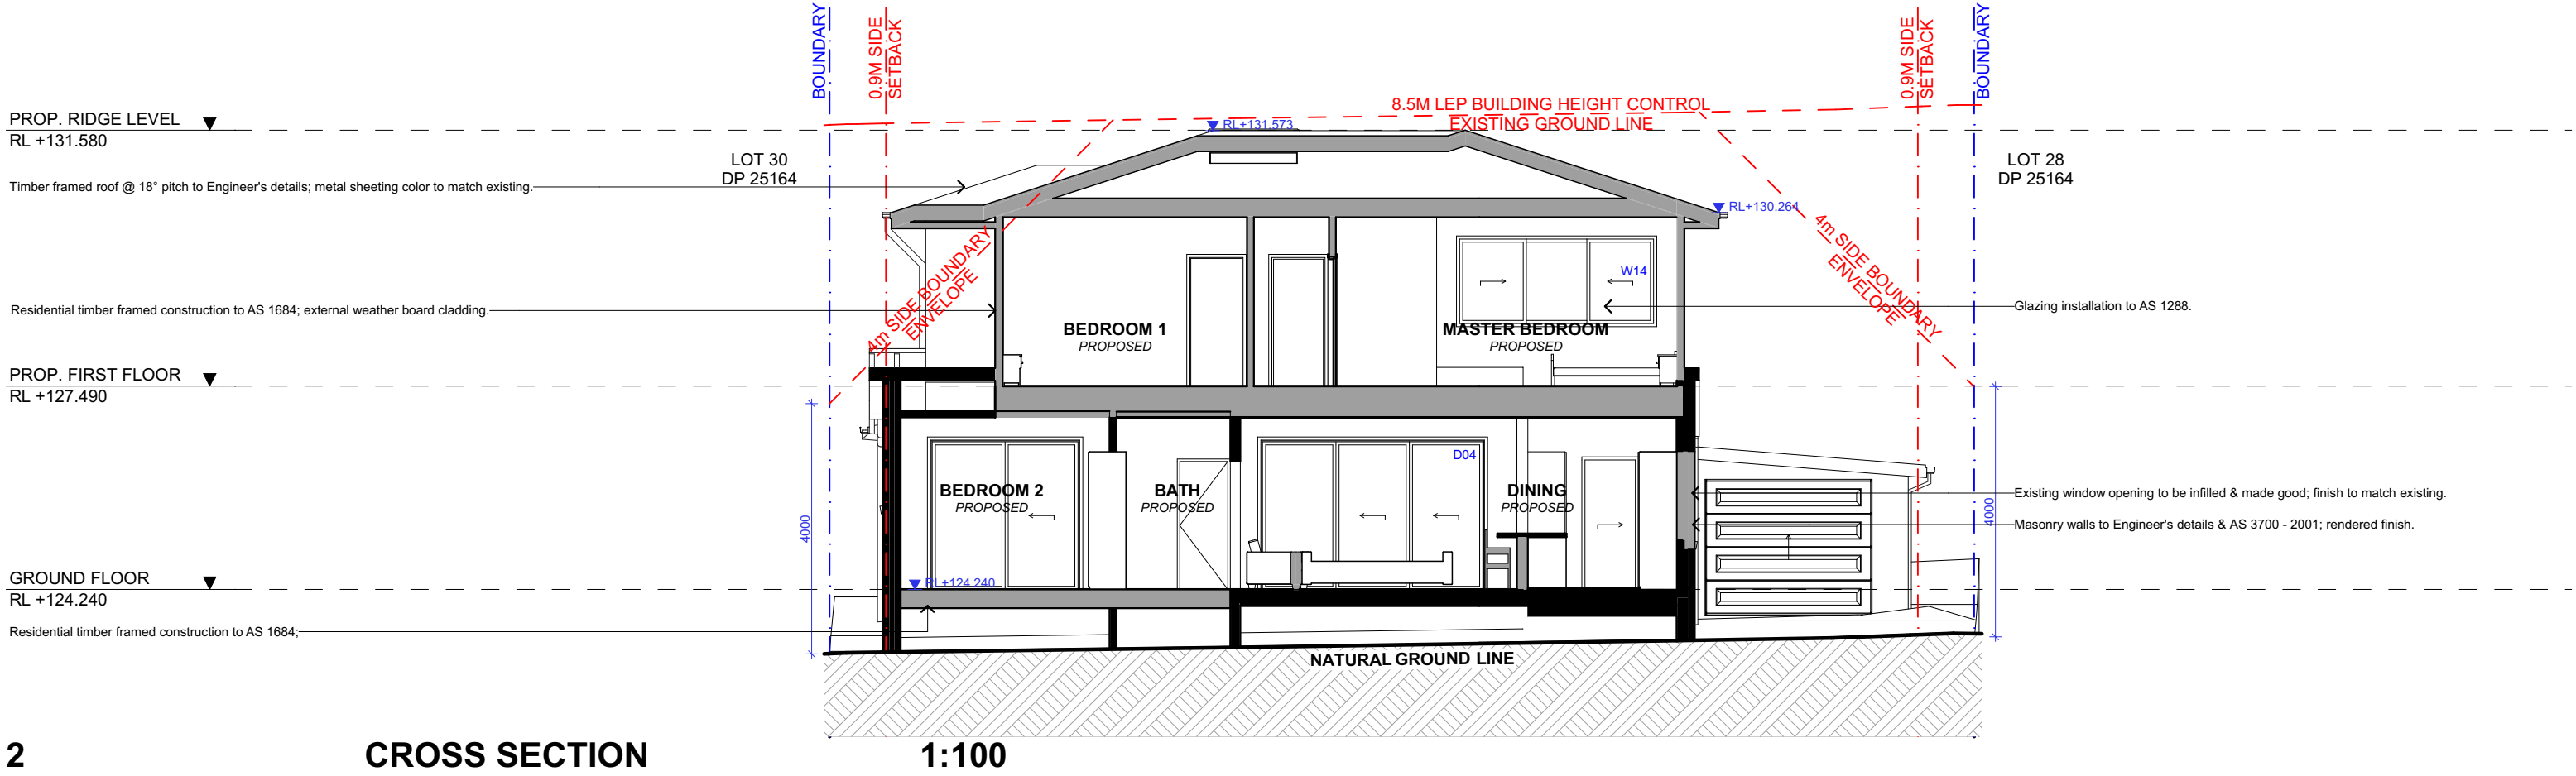 BOUNDARY
0.9M SIDE
SETBACK
0.9M SIDE
SETBACK
BOUNDARY
8.5M LEP BUILDING HEIGHT CONTROL
EXISTING GROUND LINE
PROP. RIDGE LEVEL
RL +131.580
RL+131.573
LOT 30
DP 25164
LOT 28
DP 25164
Timber framed roof @ 18° pitch to Engineer's details; metal sheeting color to match existing.
RL+130.264
4m SIDE BOUNDARY
ENVELOPE
4m SIDE BOUNDARY
ENVELOPE
W14
Residential timber framed construction to AS 1684; external weather board cladding.
Glazing installation to AS 1288.
BEDROOM 1
PROPOSED
MASTER BEDROOM
PROPOSED
PROP. FIRST FLOOR
RL +127.490
D04
BEDROOM 2
PROPOSED
BATH
PROPOSED
DINING
PROPOSED
Existing window opening to be infilled & made good; finish to match existing.
4000
4000
Masonry walls to Engineer's details & AS 3700 - 2001; rendered finish.
GROUND FLOOR
RL +124.240
RL+124.240
Residential timber framed construction to AS 1684;
NATURAL GROUND LINE
2 CROSS SECTION 1:100